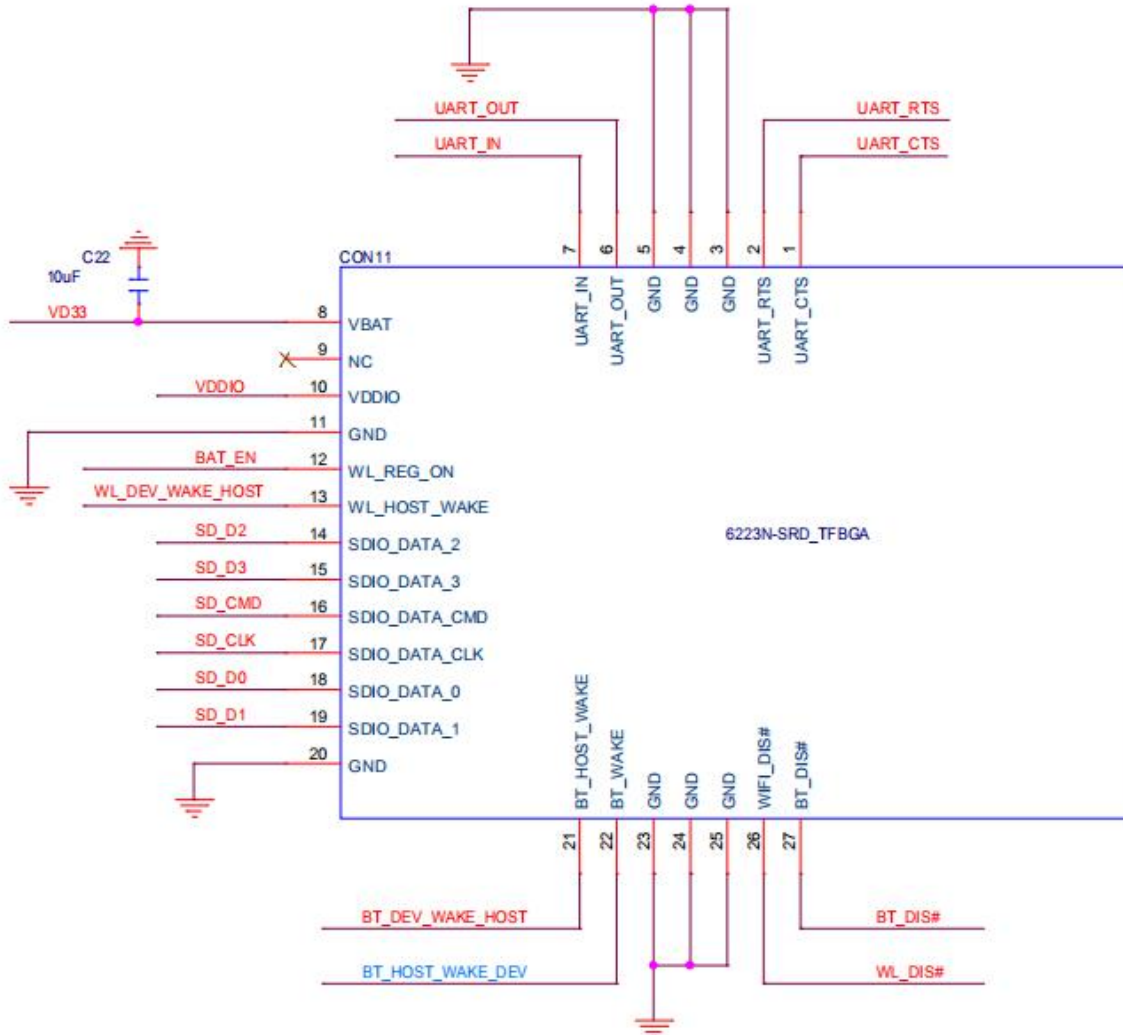 UART_OUT
UART_RTS
UART_IN
UART_CTS
C22
10uF
CON11
7
6
5
4
3
2
1
UART_IN
UART_OUT
GND
GND
GND
UART_RTS
UART_CTS
VD33
8
VBAT
9
NC
VDDIO
10
VDDIO
11
GND
BAT_EN
12
WL_REG_ON
WL_DEV_WAKE_HOST
13
WL_HOST_WAKE
SD_D2
14
SDIO_DATA_2
6223N-SRD_TFBGA
SD_D3
15
SDIO_DATA_3
SD_CMD
16
SDIO_DATA_CMD
SD_CLK
17
SDIO_DATA_CLK
SD_D0
18
SDIO_DATA_0
SD_D1
19
SDIO_DATA_1
20
GND
BT_HOST_WAKE
BT_WAKE
GND
GND
GND
WIFI_DIS#
BT_DIS#
21
22
23
24
25
26
27
BT_DEV_WAKE_HOST
BT_DIS#
BT_HOST_WAKE_DEV
WL_DIS#